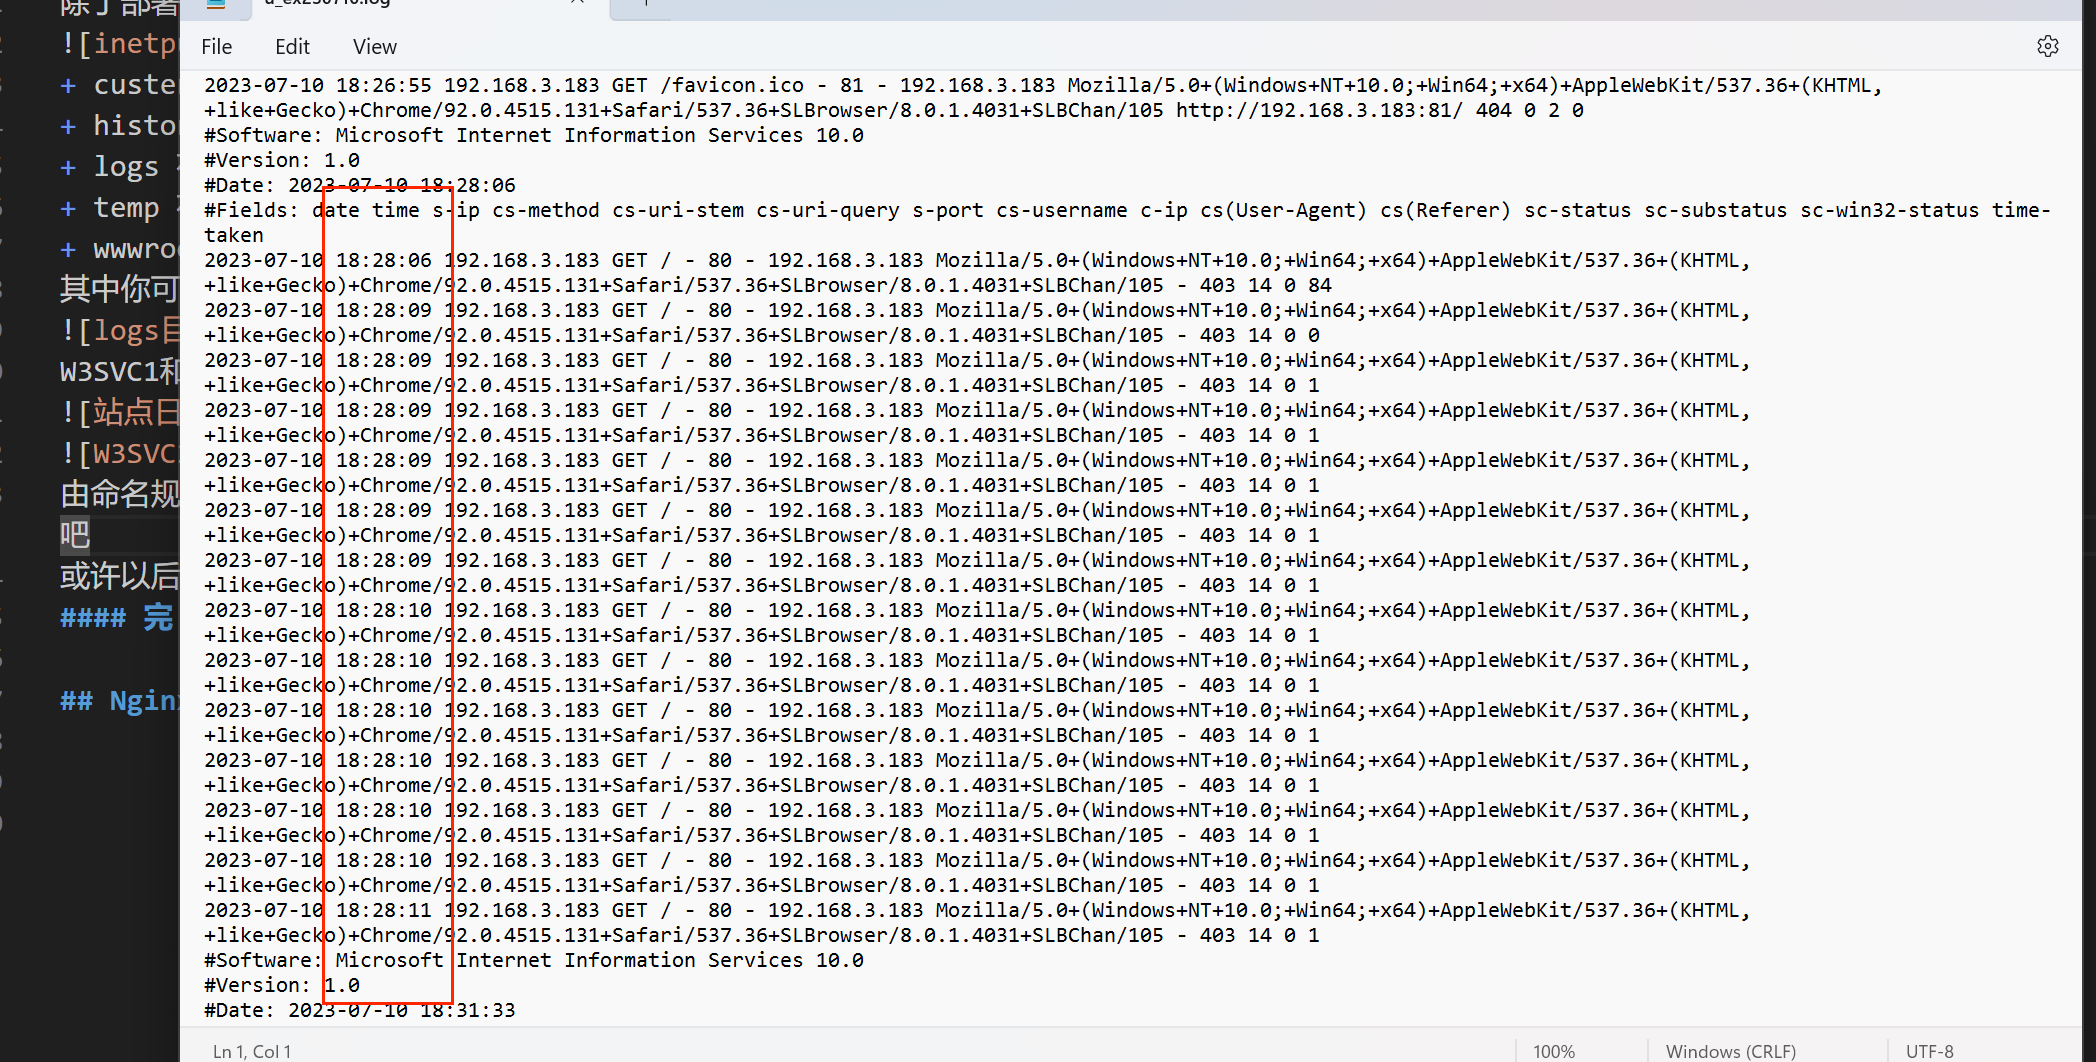 除了部署
![inetp
+ custe
+ histo
+ logs
+ temp
+ wwwro
其中你可
![logs目
W3SVC1和
![站点日
![W3SVC
由命名规
吧
或许以后
#### 完
## Nginx
u_ex230710.log
File Edit View
2023-07-10 18:26:55 192.168.3.183 GET /favicon.ico - 81 - 192.168.3.183 Mozilla/5.0+(Windows+NT+10.0;+Win64;+x64)+AppleWebKit/537.36+(KHTML,
+like+Gecko)+Chrome/92.0.4515.131+Safari/537.36+SLBrowser/8.0.1.4031+SLBChan/105 http://192.168.3.183:81/ 404 0 2 0
#Software: Microsoft Internet Information Services 10.0
#Version: 1.0
#Date: 2023-07-10 18:28:06
#Fields: date time s-ip cs-method cs-uri-stem cs-uri-query s-port cs-username c-ip cs(User-Agent) cs(Referer) sc-status sc-substatus sc-win32-status time-
taken
2023-07-10 18:28:06 192.168.3.183 GET / - 80 - 192.168.3.183 Mozilla/5.0+(Windows+NT+10.0;+Win64;+x64)+AppleWebKit/537.36+(KHTML,
+like+Gecko)+Chrome/92.0.4515.131+Safari/537.36+SLBrowser/8.0.1.4031+SLBChan/105 - 403 14 0 84
2023-07-10 18:28:09 192.168.3.183 GET / - 80 - 192.168.3.183 Mozilla/5.0+(Windows+NT+10.0;+Win64;+x64)+AppleWebKit/537.36+(KHTML,
+like+Gecko)+Chrome/92.0.4515.131+Safari/537.36+SLBrowser/8.0.1.4031+SLBChan/105 - 403 14 0 0
2023-07-10 18:28:09 192.168.3.183 GET / - 80 - 192.168.3.183 Mozilla/5.0+(Windows+NT+10.0;+Win64;+x64)+AppleWebKit/537.36+(KHTML,
+like+Gecko)+Chrome/92.0.4515.131+Safari/537.36+SLBrowser/8.0.1.4031+SLBChan/105 - 403 14 0 1
2023-07-10 18:28:09 192.168.3.183 GET / - 80 - 192.168.3.183 Mozilla/5.0+(Windows+NT+10.0;+Win64;+x64)+AppleWebKit/537.36+(KHTML,
+like+Gecko)+Chrome/92.0.4515.131+Safari/537.36+SLBrowser/8.0.1.4031+SLBChan/105 - 403 14 0 1
2023-07-10 18:28:09 192.168.3.183 GET / - 80 - 192.168.3.183 Mozilla/5.0+(Windows+NT+10.0;+Win64;+x64)+AppleWebKit/537.36+(KHTML,
+like+Gecko)+Chrome/92.0.4515.131+Safari/537.36+SLBrowser/8.0.1.4031+SLBChan/105 - 403 14 0 1
2023-07-10 18:28:09 192.168.3.183 GET / - 80 - 192.168.3.183 Mozilla/5.0+(Windows+NT+10.0;+Win64;+x64)+AppleWebKit/537.36+(KHTML,
+like+Gecko)+Chrome/92.0.4515.131+Safari/537.36+SLBrowser/8.0.1.4031+SLBChan/105 - 403 14 0 1
2023-07-10 18:28:09 192.168.3.183 GET / - 80 - 192.168.3.183 Mozilla/5.0+(Windows+NT+10.0;+Win64;+x64)+AppleWebKit/537.36+(KHTML,
+like+Gecko)+Chrome/92.0.4515.131+Safari/537.36+SLBrowser/8.0.1.4031+SLBChan/105 - 403 14 0 1
2023-07-10 18:28:10 192.168.3.183 GET / - 80 - 192.168.3.183 Mozilla/5.0+(Windows+NT+10.0;+Win64;+x64)+AppleWebKit/537.36+(KHTML,
+like+Gecko)+Chrome/92.0.4515.131+Safari/537.36+SLBrowser/8.0.1.4031+SLBChan/105 - 403 14 0 1
2023-07-10 18:28:10 192.168.3.183 GET / - 80 - 192.168.3.183 Mozilla/5.0+(Windows+NT+10.0;+Win64;+x64)+AppleWebKit/537.36+(KHTML,
+like+Gecko)+Chrome/92.0.4515.131+Safari/537.36+SLBrowser/8.0.1.4031+SLBChan/105 - 403 14 0 1
2023-07-10 18:28:10 192.168.3.183 GET / - 80 - 192.168.3.183 Mozilla/5.0+(Windows+NT+10.0;+Win64;+x64)+AppleWebKit/537.36+(KHTML,
+like+Gecko)+Chrome/92.0.4515.131+Safari/537.36+SLBrowser/8.0.1.4031+SLBChan/105 - 403 14 0 1
2023-07-10 18:28:10 192.168.3.183 GET / - 80 - 192.168.3.183 Mozilla/5.0+(Windows+NT+10.0;+Win64;+x64)+AppleWebKit/537.36+(KHTML,
+like+Gecko)+Chrome/92.0.4515.131+Safari/537.36+SLBrowser/8.0.1.4031+SLBChan/105 - 403 14 0 1
2023-07-10 18:28:10 192.168.3.183 GET / - 80 - 192.168.3.183 Mozilla/5.0+(Windows+NT+10.0;+Win64;+x64)+AppleWebKit/537.36+(KHTML,
+like+Gecko)+Chrome/92.0.4515.131+Safari/537.36+SLBrowser/8.0.1.4031+SLBChan/105 - 403 14 0 1
2023-07-10 18:28:10 192.168.3.183 GET / - 80 - 192.168.3.183 Mozilla/5.0+(Windows+NT+10.0;+Win64;+x64)+AppleWebKit/537.36+(KHTML,
+like+Gecko)+Chrome/92.0.4515.131+Safari/537.36+SLBrowser/8.0.1.4031+SLBChan/105 - 403 14 0 1
2023-07-10 18:28:11 192.168.3.183 GET / - 80 - 192.168.3.183 Mozilla/5.0+(Windows+NT+10.0;+Win64;+x64)+AppleWebKit/537.36+(KHTML,
+like+Gecko)+Chrome/92.0.4515.131+Safari/537.36+SLBrowser/8.0.1.4031+SLBChan/105 - 403 14 0 1
#Software: Microsoft Internet Information Services 10.0
#Version: 1.0
#Date: 2023-07-10 18:31:33
Ln 1, Col 1 100% Windows (CRLF) UTF-8